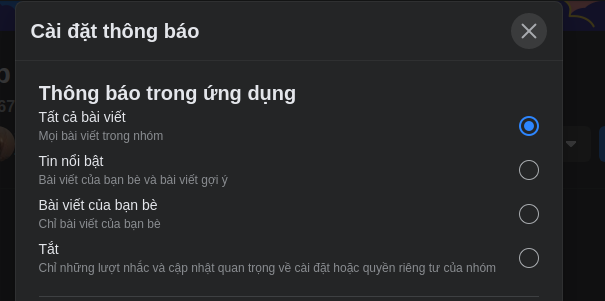 Cài đặt thông báo
Thông báo trong ứng dụng
Tất cả bài viết
Mọi bài viết trong nhóm
Tin nổi bật
Bài viết của bạn bè và bài viết gợi ý
Bài viết của bạn bè
Chỉ bài viết của bạn bè
Tắt
Chỉ những lượt nhắc và cập nhật quan trọng về cài đặt hoặc quyền riêng tư của nhóm